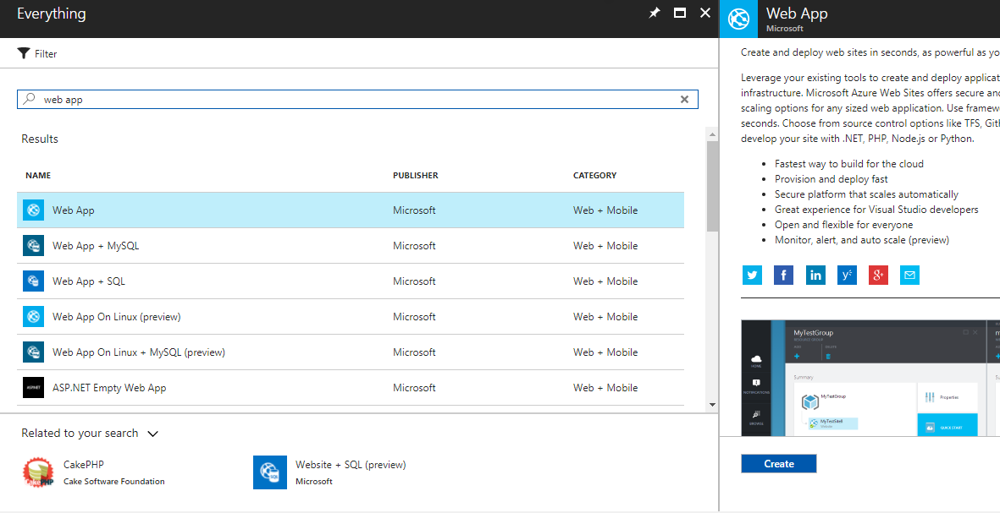 Everything
Filter
web app
Results
NAME PUBLISHER CATEGORY
Web App Microsoft Web + Mobile
Web App + MySQL Microsoft Web + Mobile
Web App + SQL Microsoft Web + Mobile
Web App On Linux (preview) Microsoft Web + Mobile
Web App On Linux + MySQL (preview) Microsoft Web + Mobile
ASP.NET Empty Web App Microsoft Web + Mobile
Related to your search
CakePHP
Cake Software Foundation
Website + SQL (preview)
Microsoft
Web App
Microsoft
Create and deploy web sites in seconds, as powerful as yo
Leverage your existing tools to create and deploy applicat
infrastructure. Microsoft Azure Web Sites offers secure and
scaling options for any sized web application. Use framew
seconds. Choose from source control options like TFS, Gith
develop your site with .NET, PHP, Node.js or Python.
Fastest way to build for the cloud
Provision and deploy fast
Secure platform that scales automatically
Great experience for Visual Studio developers
Open and flexible for everyone
Monitor, alert, and auto scale (preview)
MyTestGroup
RESOURCE GROUP
HOME
NOTIFICATIONS
BROWSE
Summary
MyTestGroup
Properties
Website
QUICK START
Create